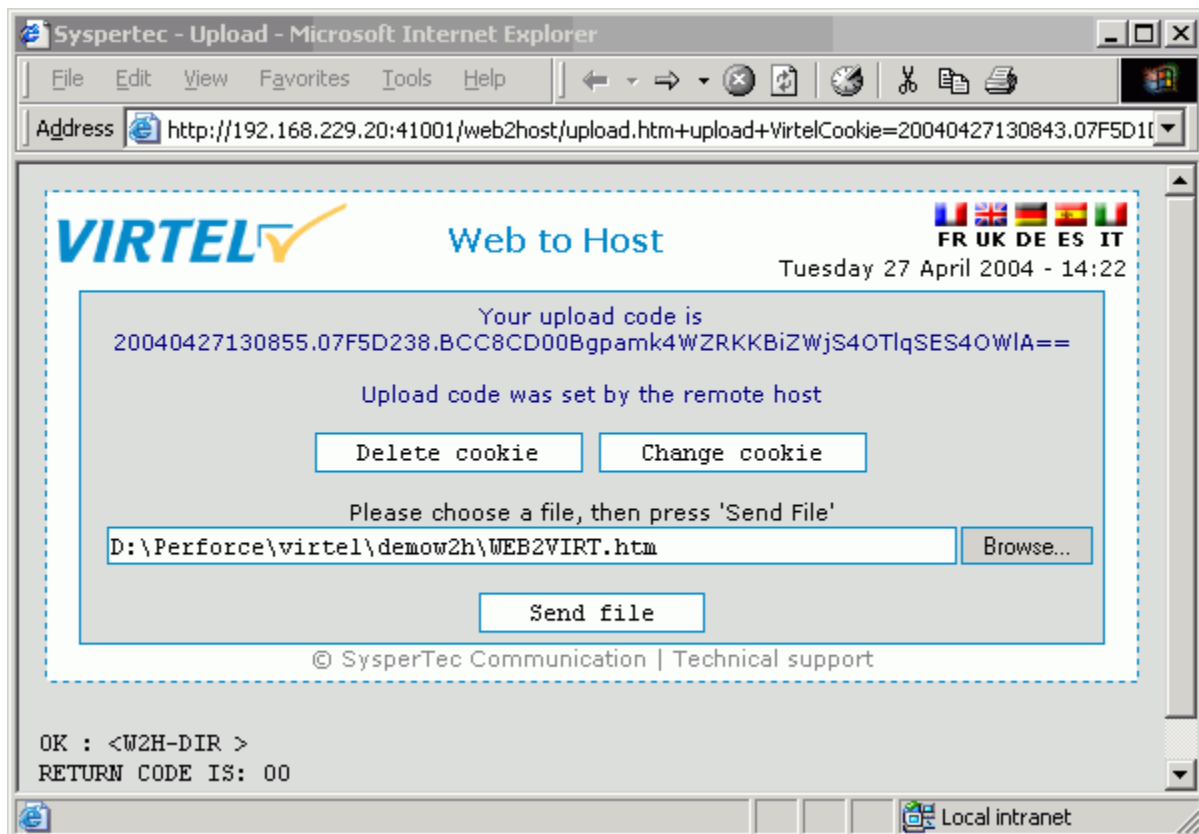 Syspertec - Upload - Microsoft Internet Explorer
File Edit View Favorites Tools Help
Address http://192.168.229.20:41001/web2host/upload.htm+upload+VirtelCookie=20040427130843.07F5D1
VIRTEL
Web to Host
FR UK DE ES IT
Tuesday 27 April 2004 - 14:22
Your upload code is
20040427130855.07F5D238.BCC8CD00Bgpamk4WZRKKBiZWjS4OTlqSES4OWlA==
Upload code was set by the remote host
Delete cookie Change cookie
Please choose a file, then press 'Send File'
D:\Perforce\virtel\demow2h\WEB2VIRT.htm Browse...
Send file
© SysperTec Communication | Technical support
OK : <W2H-DIR >
RETURN CODE IS: 00
Local intranet